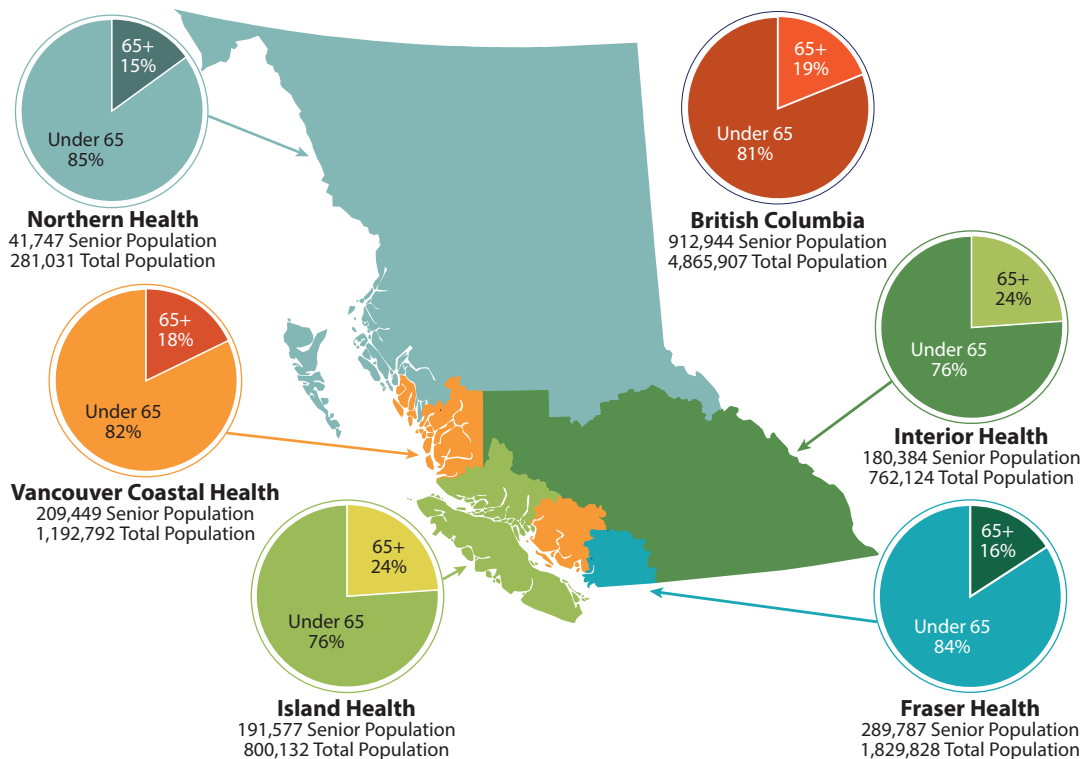 65+
15%
Under 65
85%
Northern Health
41,747 Senior Population
281,031 Total Population
65+
19%
Under 65
81%
British Columbia
912,944 Senior Population
4,865,907 Total Population
65+
18%
Under 65
82%
Vancouver Coastal Health
209,449 Senior Population
1,192,792 Total Population
65+
24%
Under 65
76%
Interior Health
180,384 Senior Population
762,124 Total Population
65+
24%
Under 65
76%
Island Health
191,577 Senior Population
800,132 Total Population
65+
16%
Under 65
84%
Fraser Health
289,787 Senior Population
1,829,828 Total Population